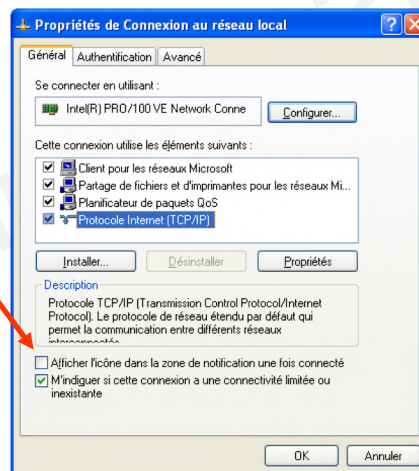 Propriétés de Connexion au réseau local
Général Authentification Avancé
Se connecter en utilisant :
Intel(R) PRO/100 VE Network Conne
Configurer...
Cette connexion utilise les éléments suivants :
Client pour les réseaux Microsoft
Partage de fichiers et d'imprimantes pour les réseaux Mi...
Planificateur de paquets QoS
Protocole Internet (TCP/IP)
Installer... Désinstaller Propriétés
Description
Protocole TCP/IP (Transmission Control Protocol/Internet
Protocol). Le protocole de réseau étendu par défaut qui
permet la communication entre différents réseaux
interconnectés
Afficher l'icône dans la zone de notification une fois connecté
M'indiquer si cette connexion a une connectivité limitée ou
inexistante
OK Annuler